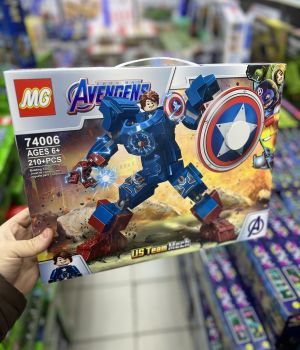 MG
AVENGERS
74006
AGES 6+
210+PCS
US Team Mech
A